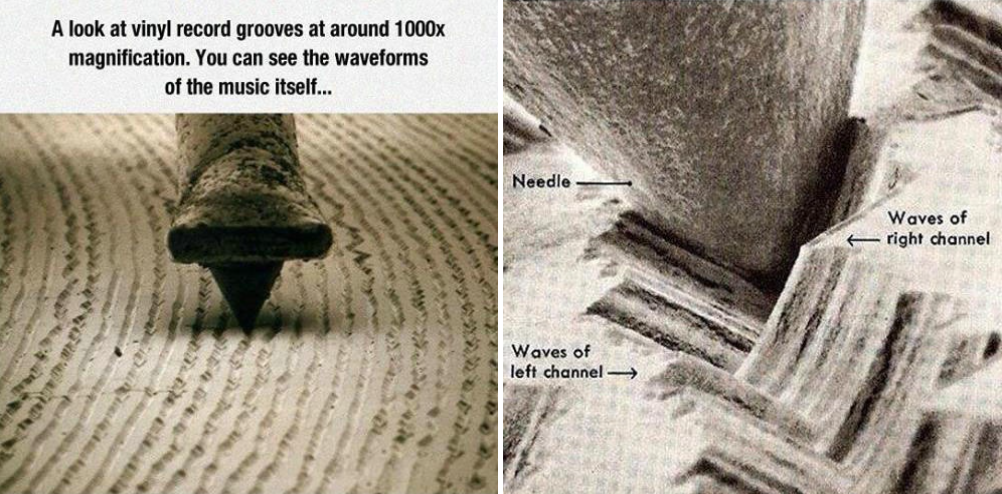 A look at vinyl record grooves at around 1000x
magnification. You can see the waveforms
of the music itself...
Needle
Waves of
right channel
Waves of
left channel